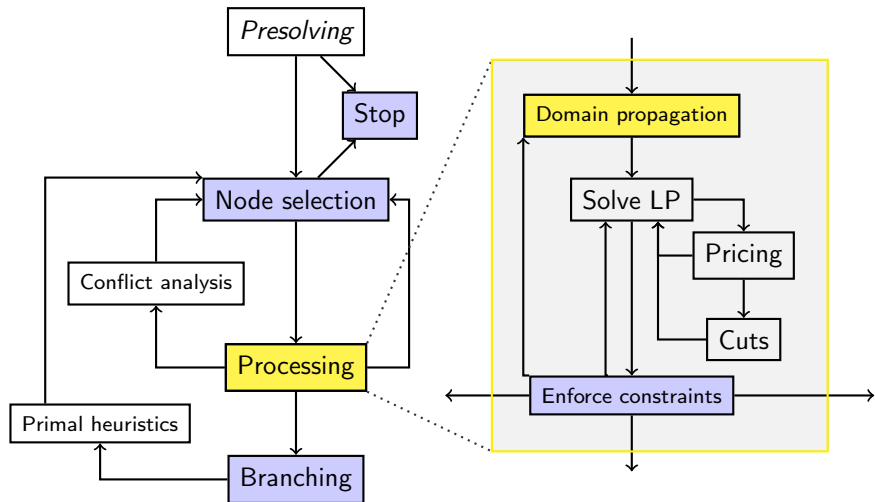 Presolving
Stop
Node selection
Conflict analysis
Processing
Primal heuristics
Branching
Domain propagation
Solve LP
Pricing
Cuts
Enforce constraints